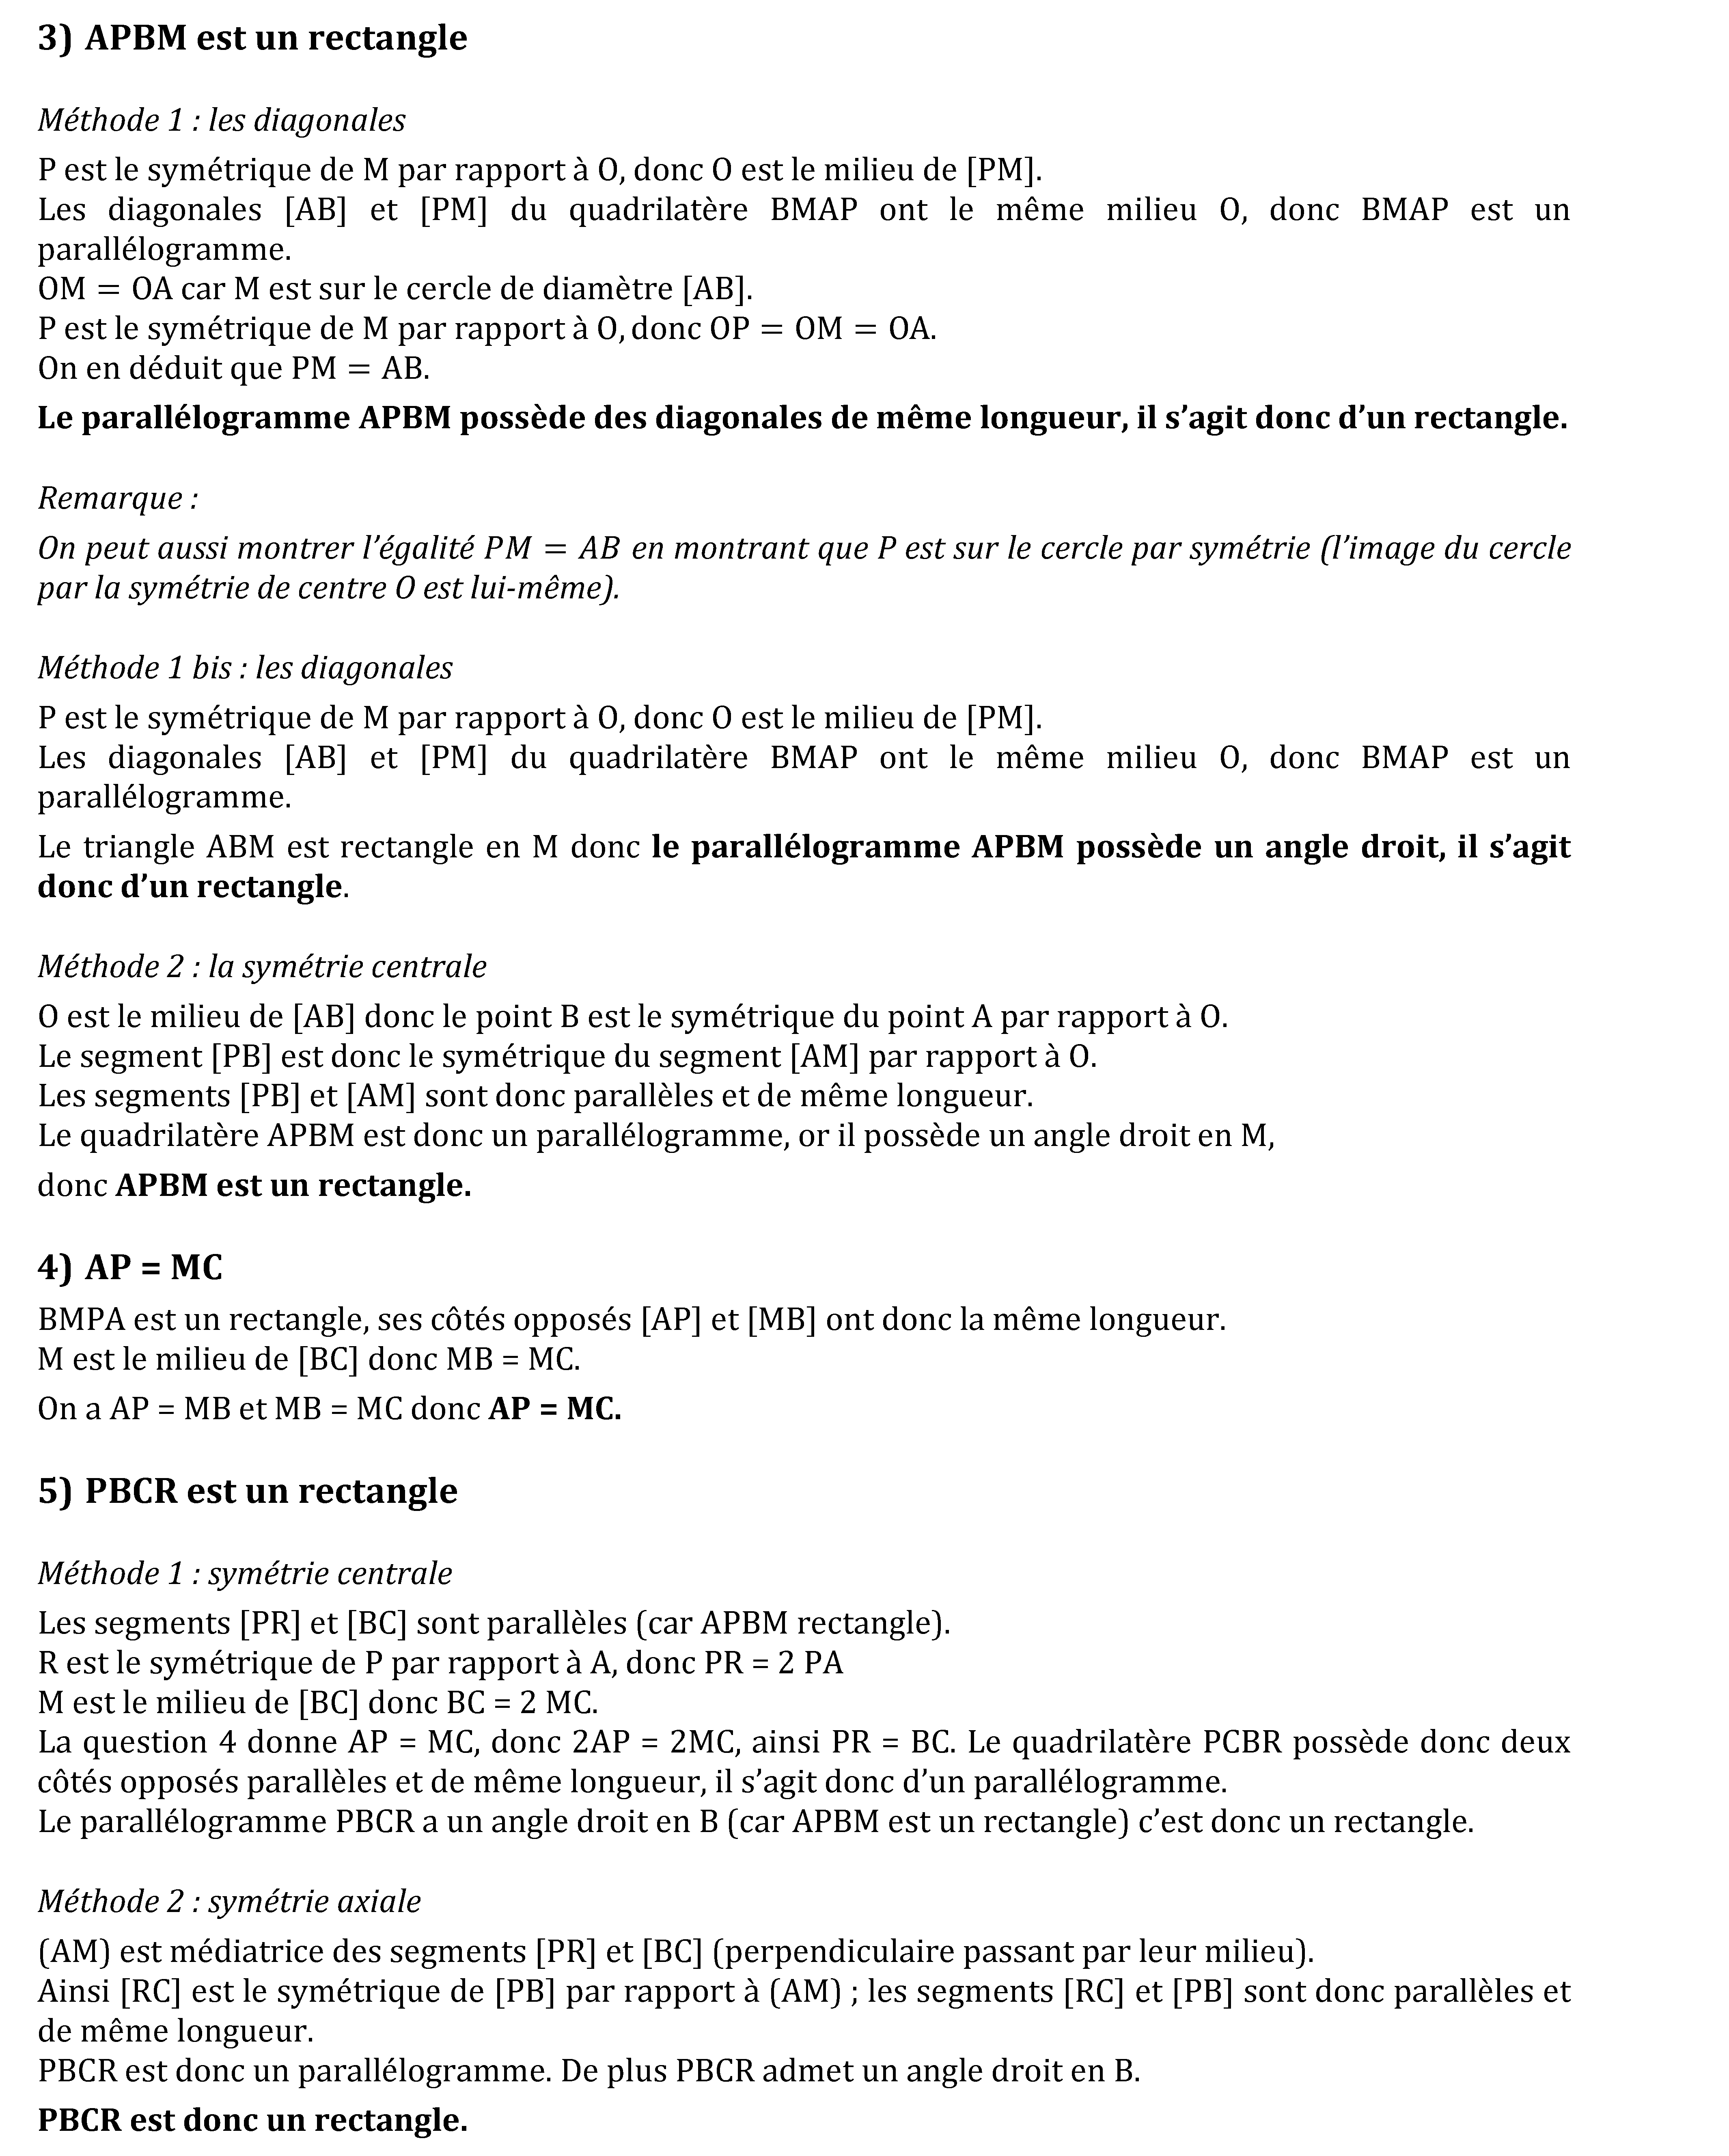 3) APBM est un rectangle
Méthode 1 : les diagonales
P est le symétrique de M par rapport à O, donc O est le milieu de [PM].
Les diagonales [AB] et [PM] du quadrilatère BMAP ont le même milieu O, donc BMAP est un
parallélogramme.
OM = OA car M est sur le cercle de diamètre [AB].
P est le symétrique de M par rapport à O, donc OP = OM = OA.
On en déduit que PM = AB.
Le parallélogramme APBM possède des diagonales de même longueur, il s’agit donc d’un rectangle.
Remarque :
On peut aussi montrer l’égalité PM = AB en montrant que P est sur le cercle par symétrie (l’image du cercle
par la symétrie de centre O est lui-même).
Méthode 1 bis : les diagonales
P est le symétrique de M par rapport à O, donc O est le milieu de [PM].
Les diagonales [AB] et [PM] du quadrilatère BMAP ont le même milieu O, donc BMAP est un
parallélogramme.
Le triangle ABM est rectangle en M donc le parallélogramme APBM possède un angle droit, il s’agit
donc d’un rectangle.
Méthode 2 : la symétrie centrale
O est le milieu de [AB] donc le point B est le symétrique du point A par rapport à O.
Le segment [PB] est donc le symétrique du segment [AM] par rapport à O.
Les segments [PB] et [AM] sont donc parallèles et de même longueur.
Le quadrilatère APBM est donc un parallélogramme, or il possède un angle droit en M,
donc APBM est un rectangle.
4) AP = MC
BMPA est un rectangle, ses côtés opposés [AP] et [MB] ont donc la même longueur.
M est le milieu de [BC] donc MB = MC.
On a AP = MB et MB = MC donc AP = MC.
5) PBCR est un rectangle
Méthode 1 : symétrie centrale
Les segments [PR] et [BC] sont parallèles (car APBM rectangle).
R est le symétrique de P par rapport à A, donc PR = 2 PA
M est le milieu de [BC] donc BC = 2 MC.
La question 4 donne AP = MC, donc 2AP = 2MC, ainsi PR = BC. Le quadrilatère PCBR possède donc deux
côtés opposés parallèles et de même longueur, il s’agit donc d’un parallélogramme.
Le parallélogramme PBCR a un angle droit en B (car APBM est un rectangle) c’est donc un rectangle.
Méthode 2 : symétrie axiale
(AM) est médiatrice des segments [PR] et [BC] (perpendiculaire passant par leur milieu).
Ainsi [RC] est le symétrique de [PB] par rapport à (AM) ; les segments [RC] et [PB] sont donc parallèles et
de même longueur.
PBCR est donc un parallélogramme. De plus PBCR admet un angle droit en B.
PBCR est donc un rectangle.